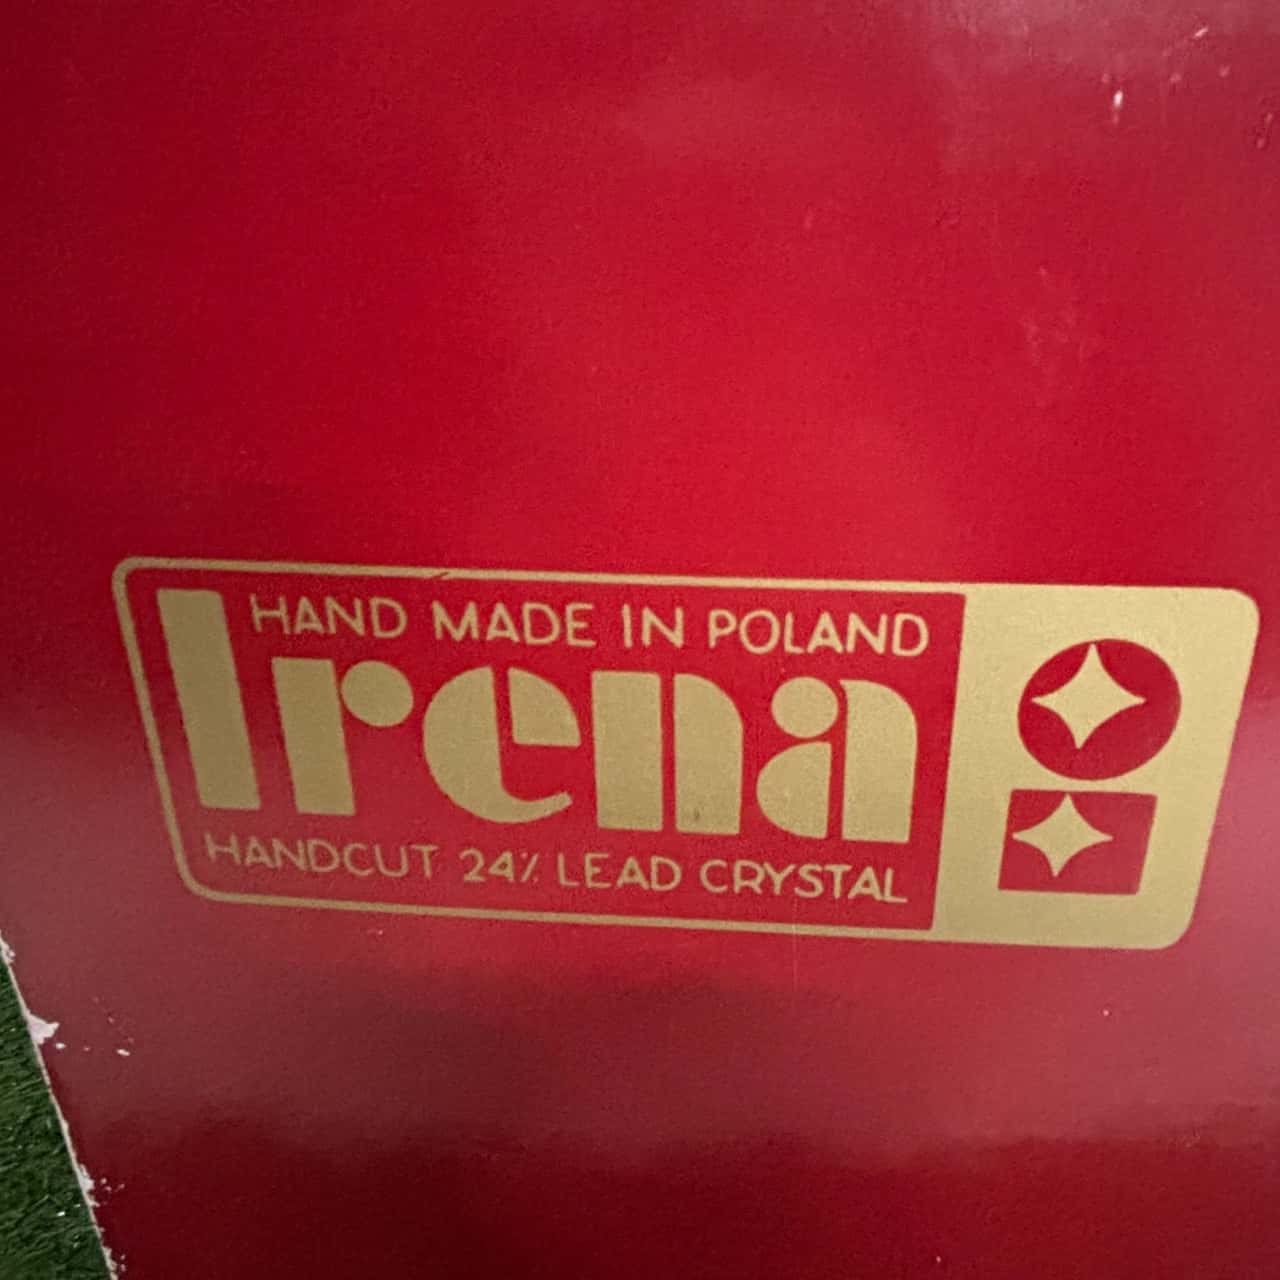 HAND MADE IN POLAND
Irena
HANDCUT 24% LEAD CRYSTAL